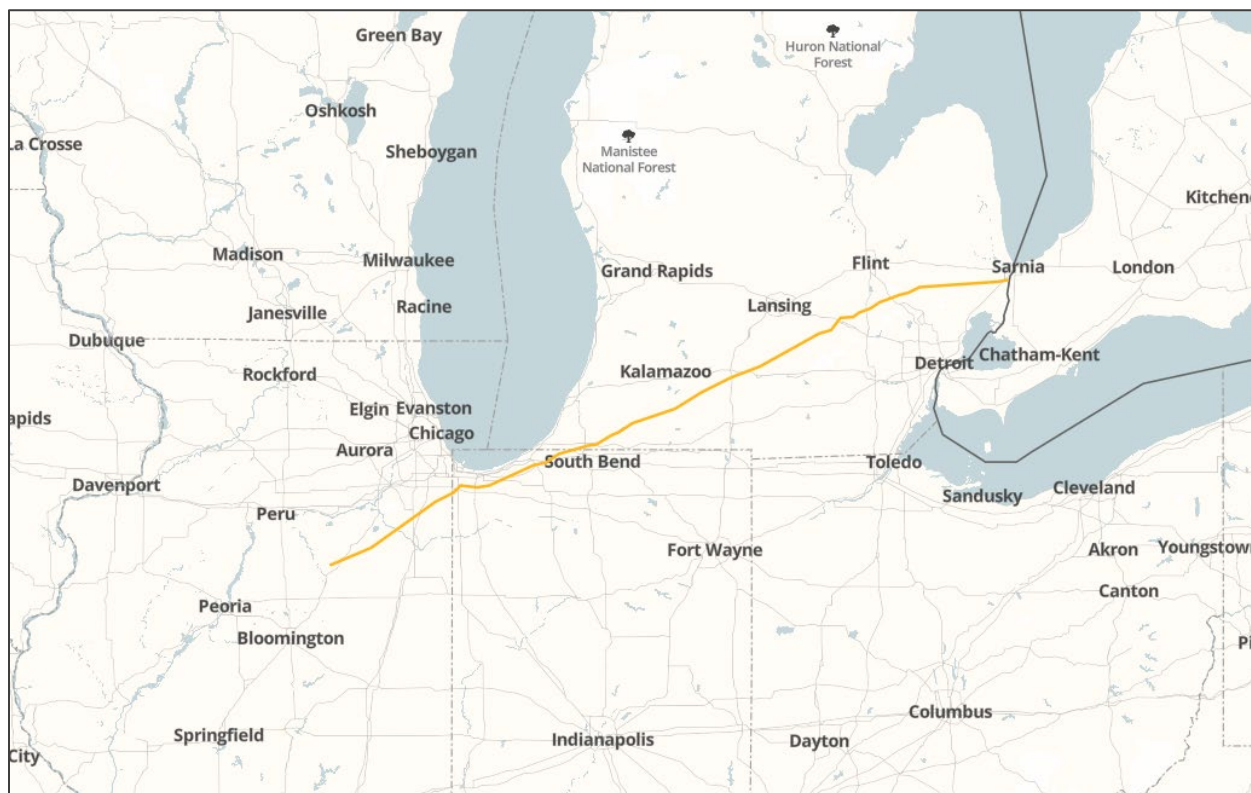 Green Bay
Huron National
Forest
Oshkosh
La Crosse
Sheboygan
Manistee
National Forest
Kitchene
Madison
Milwaukee
Grand Rapids
Flint
Sarnia
London
Janesville
Racine
Lansing
Dubuque
Rockford
Kalamazoo
Detroit
Chatham-Kent
apids
Elgin
Evanston
Chicago
Aurora
South Bend
Toledo
Davenport
Sandusky
Cleveland
Peru
Fort Wayne
Akron
Youngstown
Peoria
Canton
Bloomington
Pi
Springfield
Indianapolis
Dayton
Columbus
City